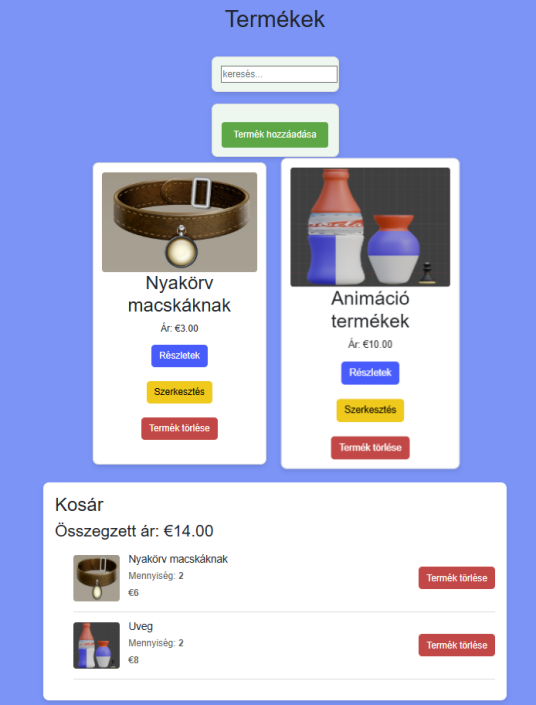 Termékek
keresés...
Termék hozzáadása
Nyakörv
macskáknak
Ár: €3.00
Részletek
Szerkesztés
Termék törlése
Animáció
termékek
Ár: €10.00
Részletek
Szerkesztés
Termék törlése
Kosár
Összegzett ár: €14.00
Nyakörv macskáknak
Mennyiség: 2
€6
Termék törlése
Uveg
Mennyiség: 2
€8
Termék törlése